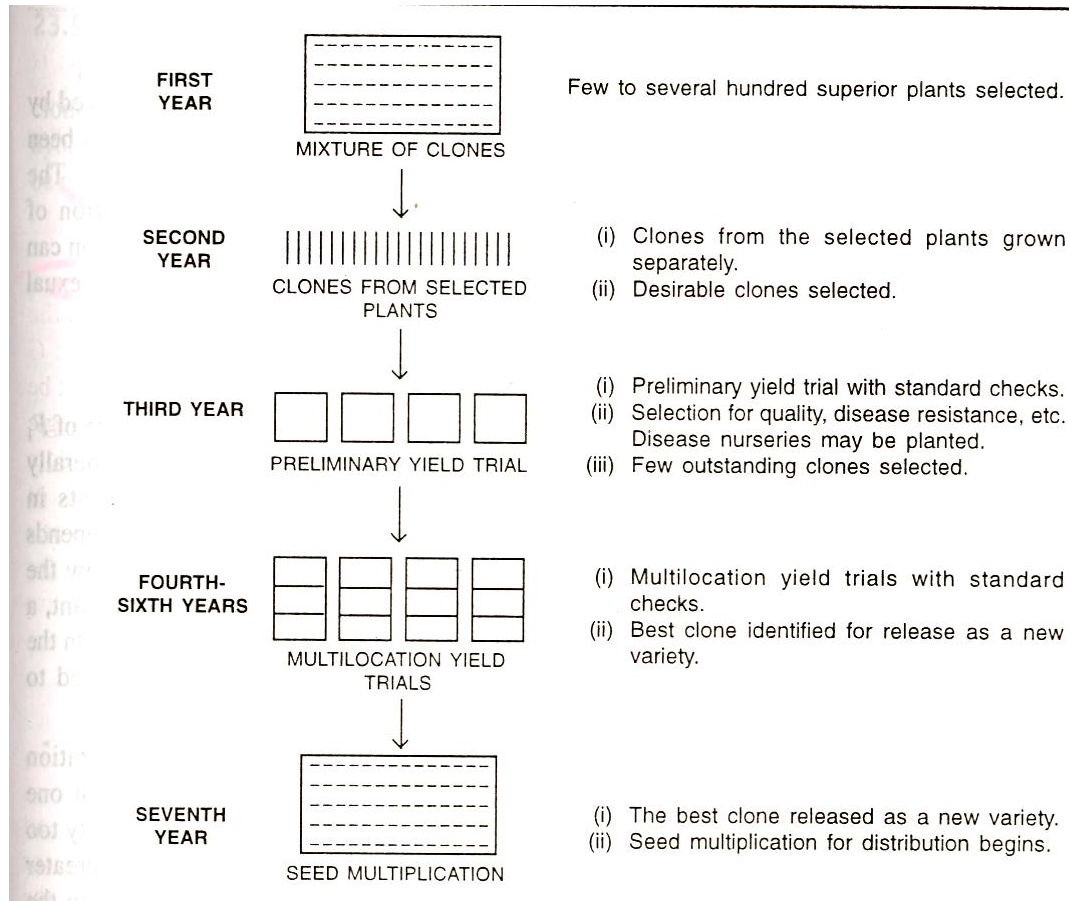 FIRST
YEAR
MIXTURE OF CLONES
Few to several hundred superior plants selected.
SECOND
YEAR
CLONES FROM SELECTED
PLANTS
(i) Clones from the selected plants grown
separately.
(ii) Desirable clones selected.
THIRD YEAR
PRELIMINARY YIELD TRIAL
(i) Preliminary yield trial with standard checks.
(ii) Selection for quality, disease resistance, etc.
Disease nurseries may be planted.
(iii) Few outstanding clones selected.
FOURTH-
SIXTH YEARS
MULTILOCATION YIELD
TRIALS
(i) Multilocation yield trials with standard
checks.
(ii) Best clone identified for release as a new
variety.
SEVENTH
YEAR
SEED MULTIPLICATION
(i) The best clone released as a new variety.
(ii) Seed multiplication for distribution begins.